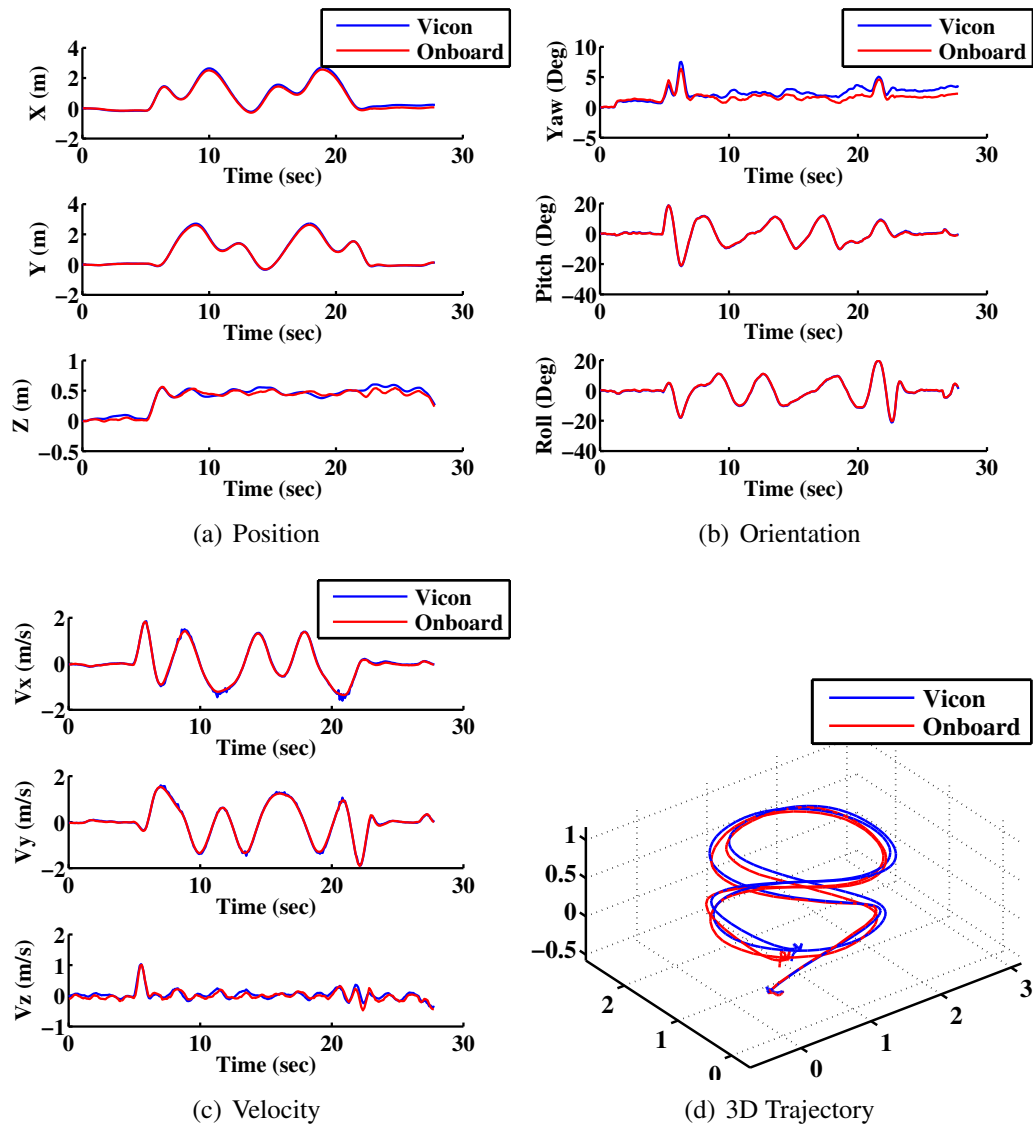 Vicon
Onboard
4
2
0
−2
X (m)
0 10 20 30
Time (sec)
4
2
0
−2
Y (m)
0 10 20 30
Time (sec)
1
0.5
0
−0.5
Z (m)
0 10 20 30
Time (sec)
(a) Position
Vicon
Onboard
10
5
0
−5
Yaw (Deg)
0 10 20 30
Time (sec)
20
0
−20
−40
Pitch (Deg)
0 10 20 30
Time (sec)
20
0
−20
−40
Roll (Deg)
0 10 20 30
Time (sec)
(b) Orientation
Vicon
Onboard
2
0
−2
Vx (m/s)
0 10 20 30
Time (sec)
2
0
−2
Vy (m/s)
0 10 20 30
Time (sec)
2
1
0
−1
Vz (m/s)
0 10 20 30
Time (sec)
(c) Velocity
Vicon
Onboard
1
0.5
0
−0.5
2
1
0
0
1
2
3
(d) 3D Trajectory